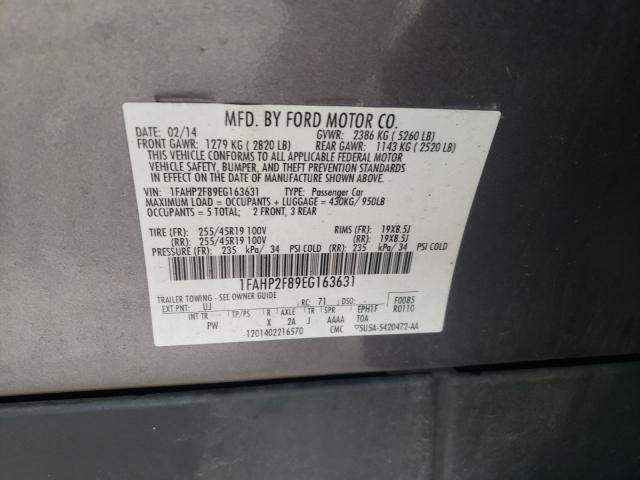 MFD. BY FORD MOTOR CO.
DATE: 02/14 GVWR: 2386 KG ( 5260 LB)
FRONT GAWR: 1279 KG ( 2820 LB) REAR GAWR: 1143 KG ( 2520 LB)
THIS VEHICLE CONFORMS TO ALL APPLICABLE FEDERAL MOTOR
VEHICLE SAFETY, BUMPER, AND THEFT PREVENTION STANDARDS
IN EFFECT ON THE DATE OF MANUFACTURE SHOWN ABOVE.
VIN: 1FAHP2F89EG163631 TYPE: Passenger Car
MAXIMUM LOAD = OCCUPANTS + LUGGAGE = 430KG/ 950LB
OCCUPANTS = 5 TOTAL; 2 FRONT, 3 REAR
TIRE (FR): 255/45R19 100V RIMS (FR): 19X8.5J
(RR): 255/45R19 100V (RR): 19X8.5J
PRESSURE (FR): 235 kPa/ 34 PSI COLD (RR): 235 kPa/ 34 PSI COLD
1FAHP2F89EG163631
TRAILER TOWING - SEE OWNER GUIDE
EXT PNT: UJ RC: 71 DSO: F0085
INT TR TP/PS R AXLE TR SPR EPHTF R0110
PW X 2A J AAAA TOA
1201402216570 CMC